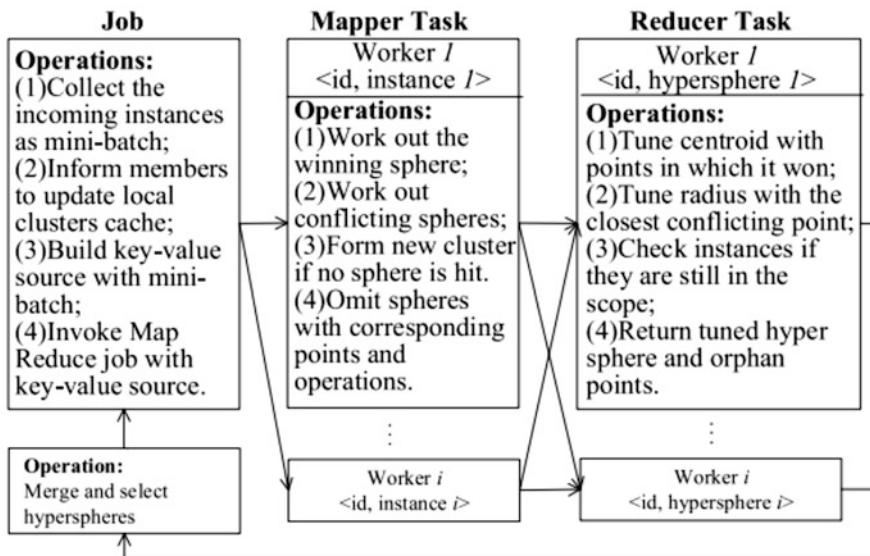 Job
Operations:
(1)Collect the
incoming instances
as mini-batch;
(2)Inform members
to update local
clusters cache;
(3)Build key-value
source with mini-
batch;
(4)Invoke Map
Reduce job with
key-value source.
Operation:
Merge and select
hyperspheres
Mapper Task
Worker 1
<id, instance 1>
Operations:
(1)Work out the
winning sphere;
(2)Work out
conflicting spheres;
(3)Form new cluster
if no sphere is hit.
(4)Omit spheres
with corresponding
points and
operations.
⋮
Worker i
<id, instance i>
Reducer Task
Worker 1
<id, hypersphere 1>
Operations:
(1)Tune centroid with
points in which it won;
(2)Tune radius with the
closest conflicting point;
(3)Check instances if
they are still in the
scope;
(4)Return tuned hyper
sphere and orphan
points.
⋮
Worker i
<id, hypersphere i>